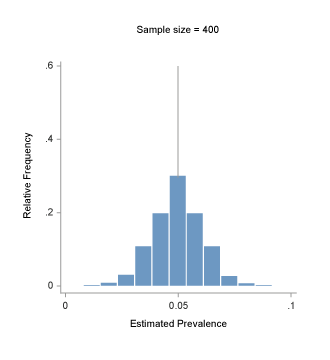 Sample size = 400
.6
.4
.2
0
Relative Frequency
0 0.05 .1
Estimated Prevalence